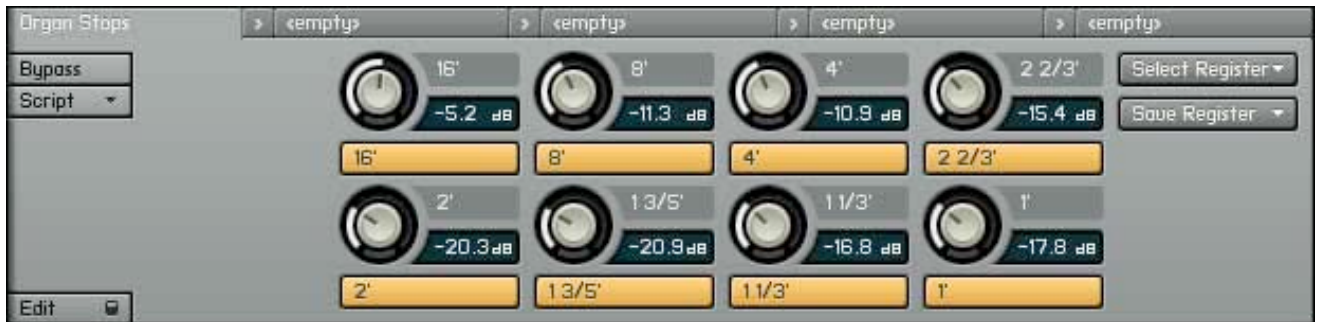 Organ Stops > <empty> > <empty> > <empty> > <empty>
Bypass 16' 8' 4' 2 2/3' Select Register
Script -5.2 dB -11.3 dB -10.9 dB -15.4 dB Save Register
16' 8' 4' 2 2/3'
2' 1 3/5' 1 1/3' 1'
-20.3 dB -20.9 dB -16.8 dB -17.8 dB
2' 1 3/5' 1 1/3' 1'
Edit